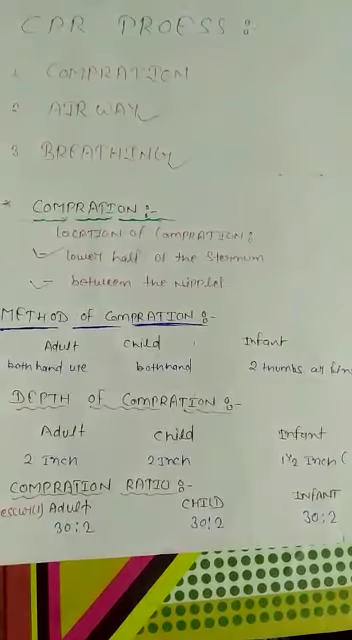 CPR PROESS :-
1 COMPRATION
2 AIRWAY
3 BREATHING
* COMPRATION :-
LOCATION OF COMPRATION:
lower half of the Sternum
between the Nipples
METHOD of COMPRATION :-
Adult Child Infant
both hand use both hand 2 thumbs
DEPTH of COMPRATION :-
Adult Child Infant
2 Inch 2 Inch 1½ Inch (
COMPRATION RATIO :-
Adult CHILD INFANT
30:2 30:2 30:2